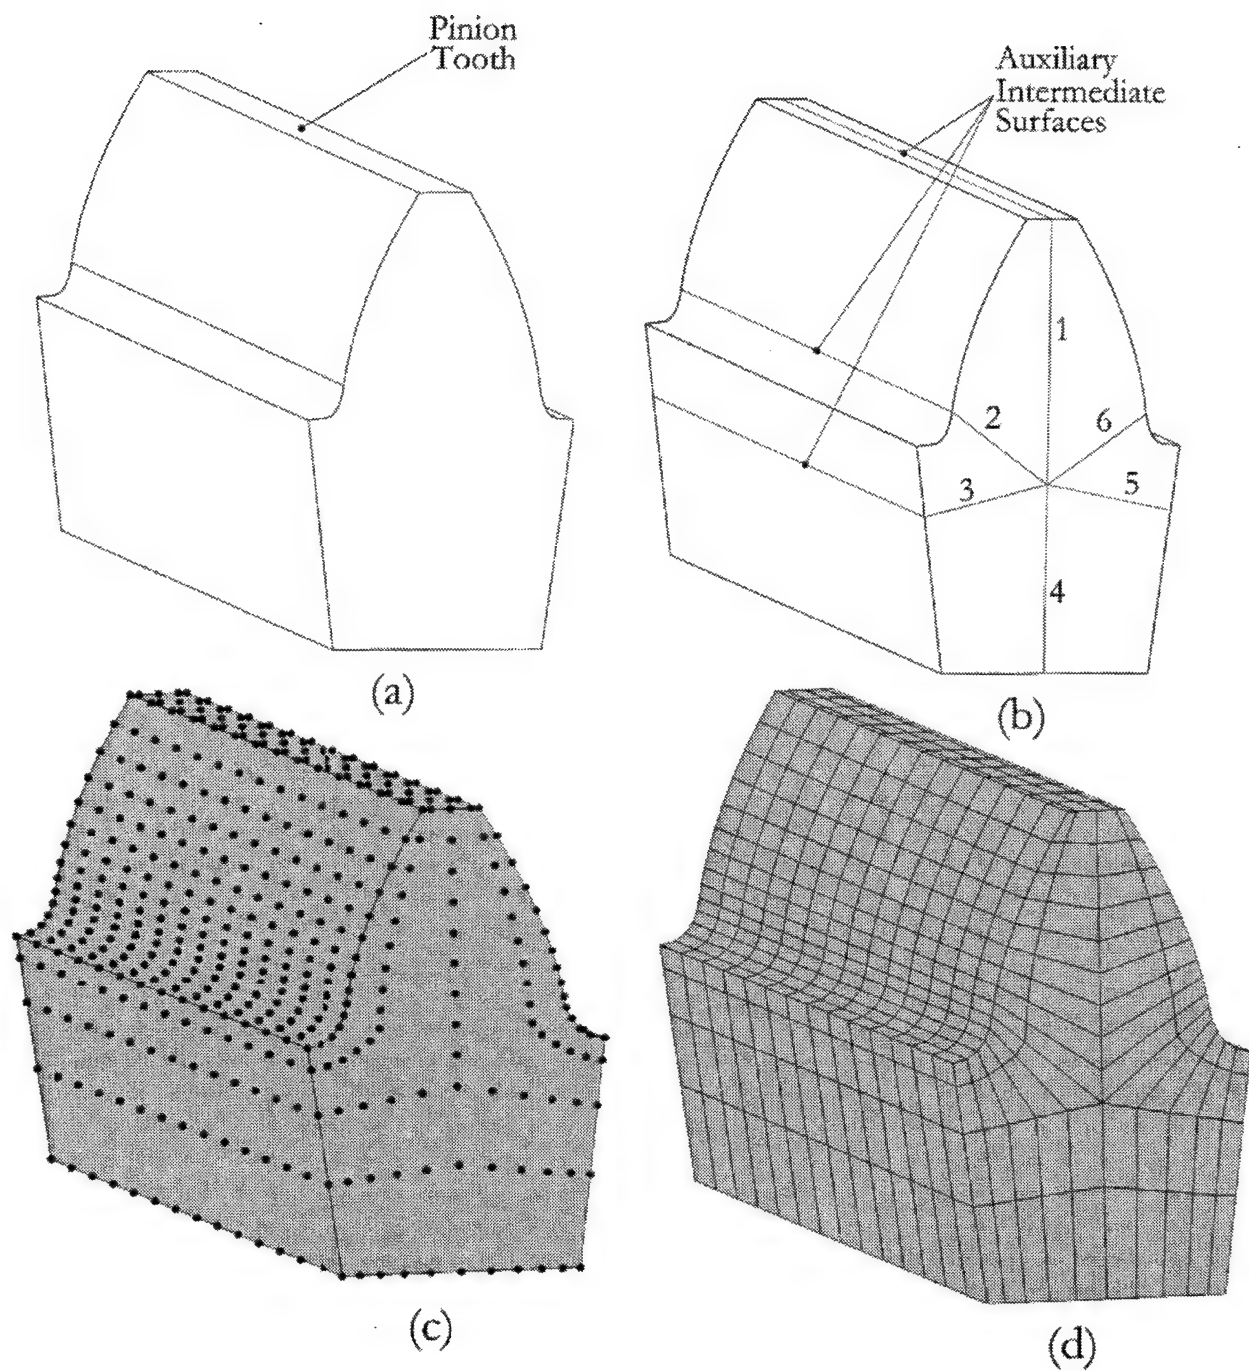 Pinion
Tooth
Auxiliary
Intermediate
Surfaces
1
2
6
3
5
4
(a)
(b)
(c)
(d)